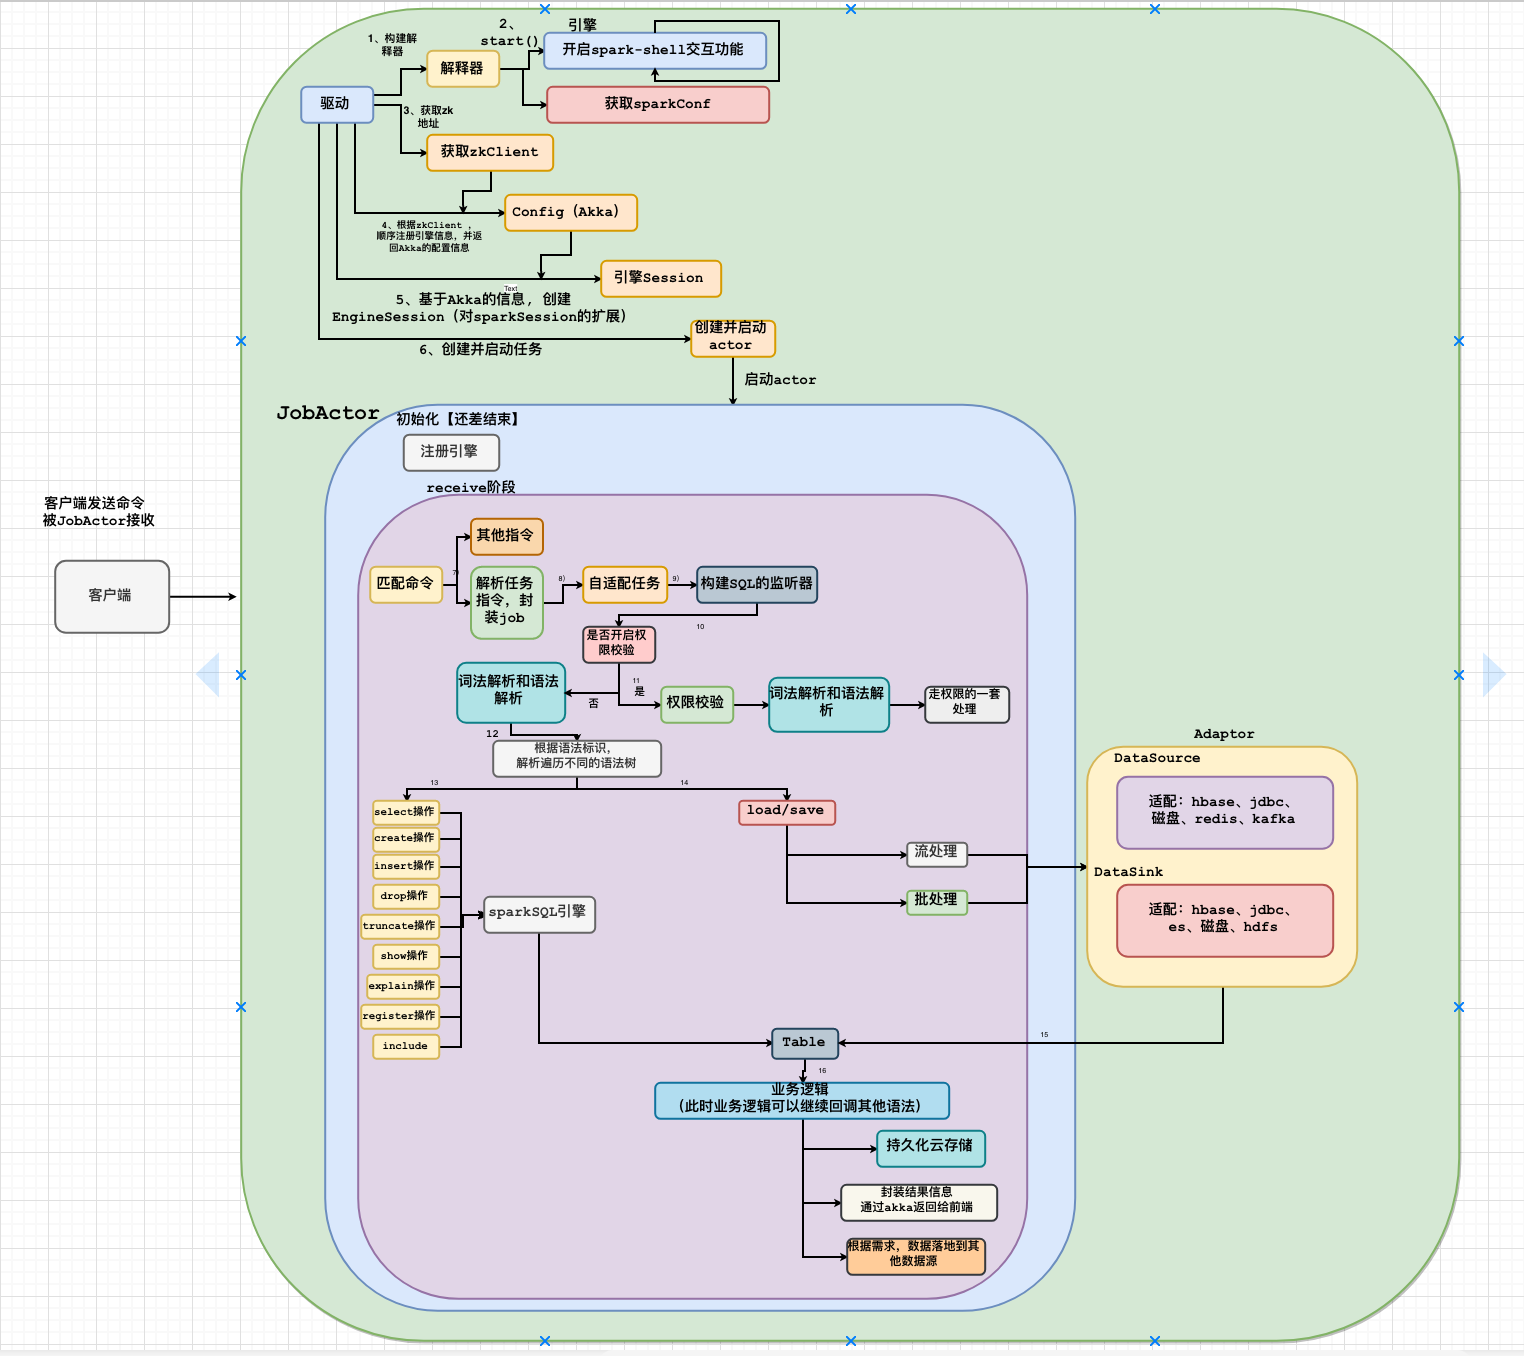 引擎
2、
start()
1、构建解
释器
解释器
开启spark-shell交互功能
驱动
获取sparkConf
3、获取zk
地址
获取zkClient
Config（Akka）
4、根据zkClient ，
顺序注册引擎信息，并返
回Akka的配置信息
引擎Session
Text
5、基于Akka的信息, 创建
EngineSession（对sparkSession的扩展）
创建并启动
actor
6、创建并启动任务
启动actor
JobActor
初始化【还差结束】
注册引擎
receive阶段
客户端发送命令
被JobActor接收
客户端
其他指令
匹配命令
7）
解析任务
指令, 封
装job
8）
自适配任务
9）
构建SQL的监听器
10
是否开启权
限校验
11
是
否
词法解析和语法
解析
权限校验
词法解析和语法解
析
走权限的一套
处理
12
根据语法标识,
解析遍历不同的语法树
13
14
select操作
create操作
insert操作
drop操作
truncate操作
show操作
explain操作
register操作
include
sparkSQL引擎
load/save
流处理
批处理
Adaptor
DataSource
适配: hbase、jdbc、
磁盘、redis、kafka
DataSink
适配: hbase、jdbc、
es、磁盘、hdfs
15
Table
16
业务逻辑
（此时业务逻辑可以继续回调其他语法）
持久化云存储
封装结果信息
通过akka返回给前端
根据需求, 数据落地到其
他数据源